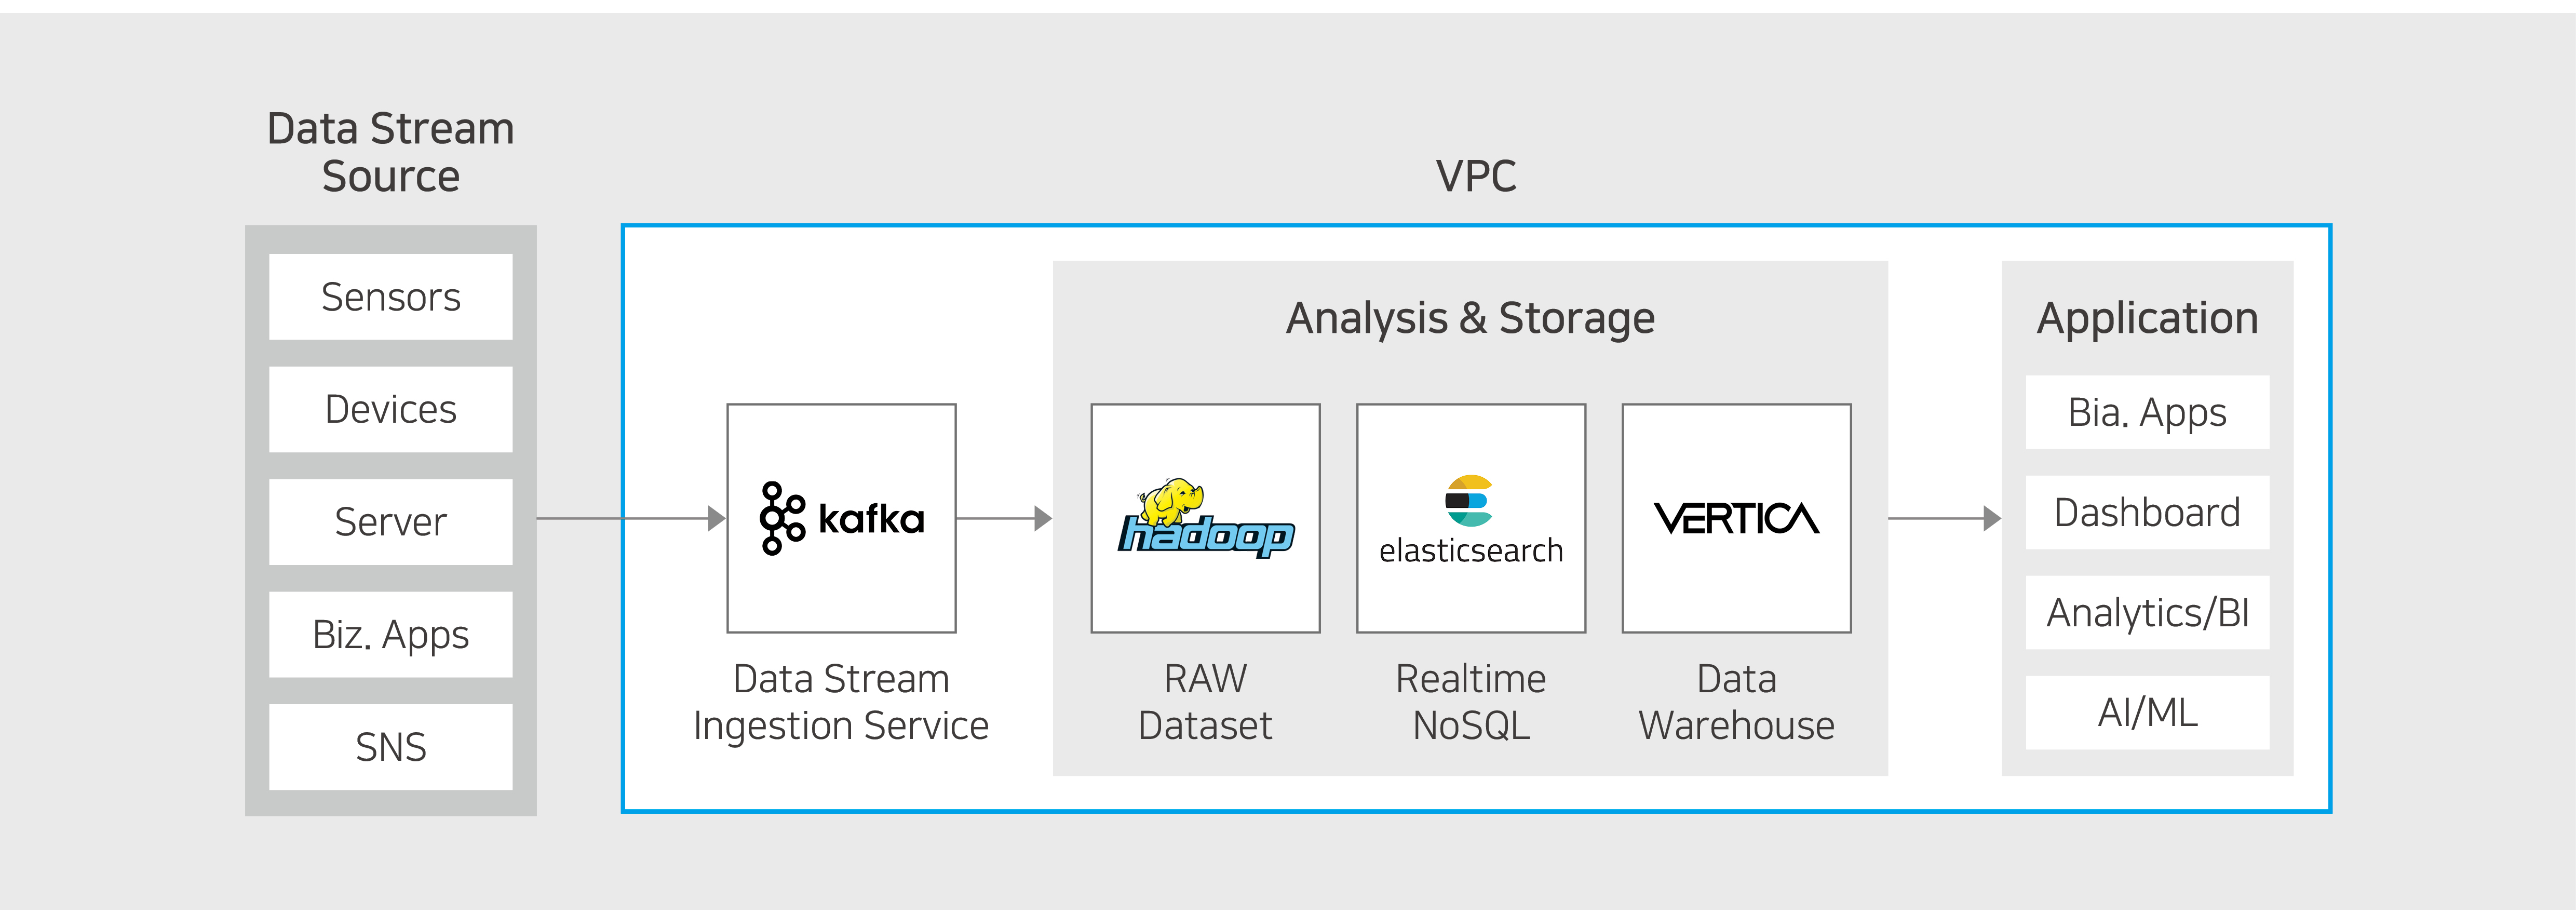 Data Stream
Source
Sensors
Devices
Server
Biz. Apps
SNS
VPC
kafka
Data Stream
Ingestion Service
Analysis & Storage
hadoop
RAW
Dataset
elasticsearch
Realtime
NoSQL
VERTICA
Data
Warehouse
Application
Bia. Apps
Dashboard
Analytics/BI
AI/ML